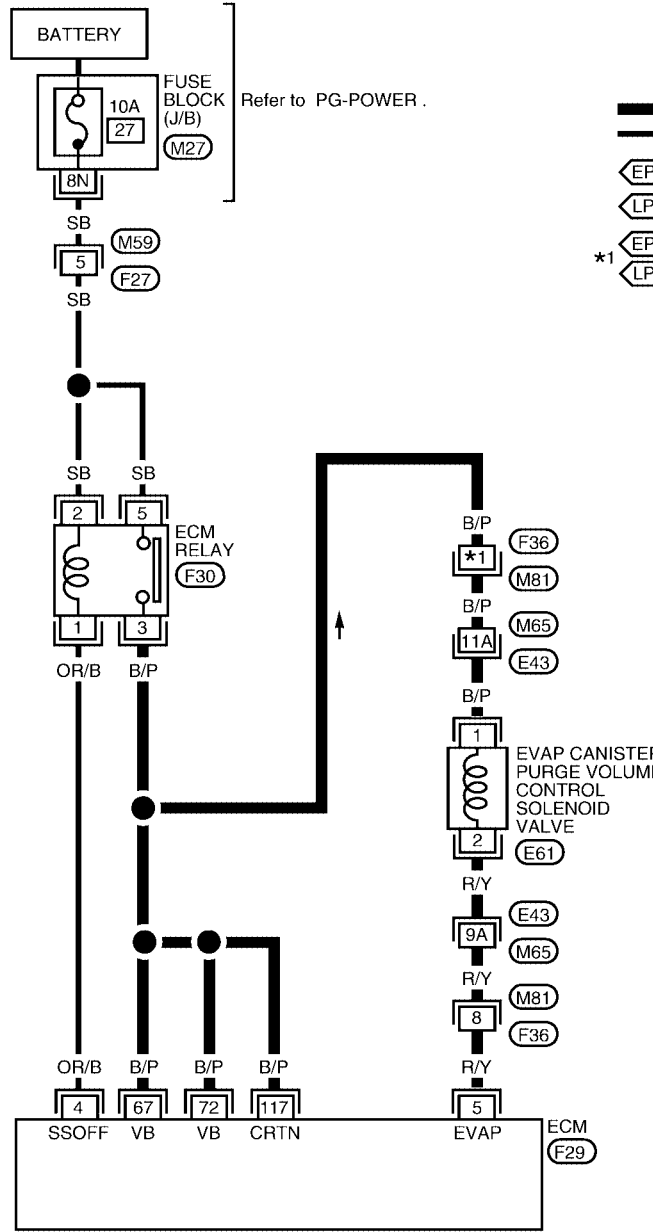 BATTERY
FUSE
BLOCK
(J/B)
Refer to PG-POWER .
10A
27
M27
8N
SB
M59
5
F27
SB
EP
LP
EP
*1
LP
SB
SB
2
5
ECM
RELAY
F30
1
3
OR/B
B/P
B/P
F36
*1
M81
B/P
M65
11A
E43
B/P
1
EVAP CANISTER
PURGE VOLUME
CONTROL
SOLENOID
VALVE
2
E61
R/Y
E43
9A
M65
R/Y
M81
8
F36
OR/B
B/P
B/P
B/P
R/Y
4
67
72
117
5
SSOFF
VB
VB
CRTN
EVAP
ECM
F29